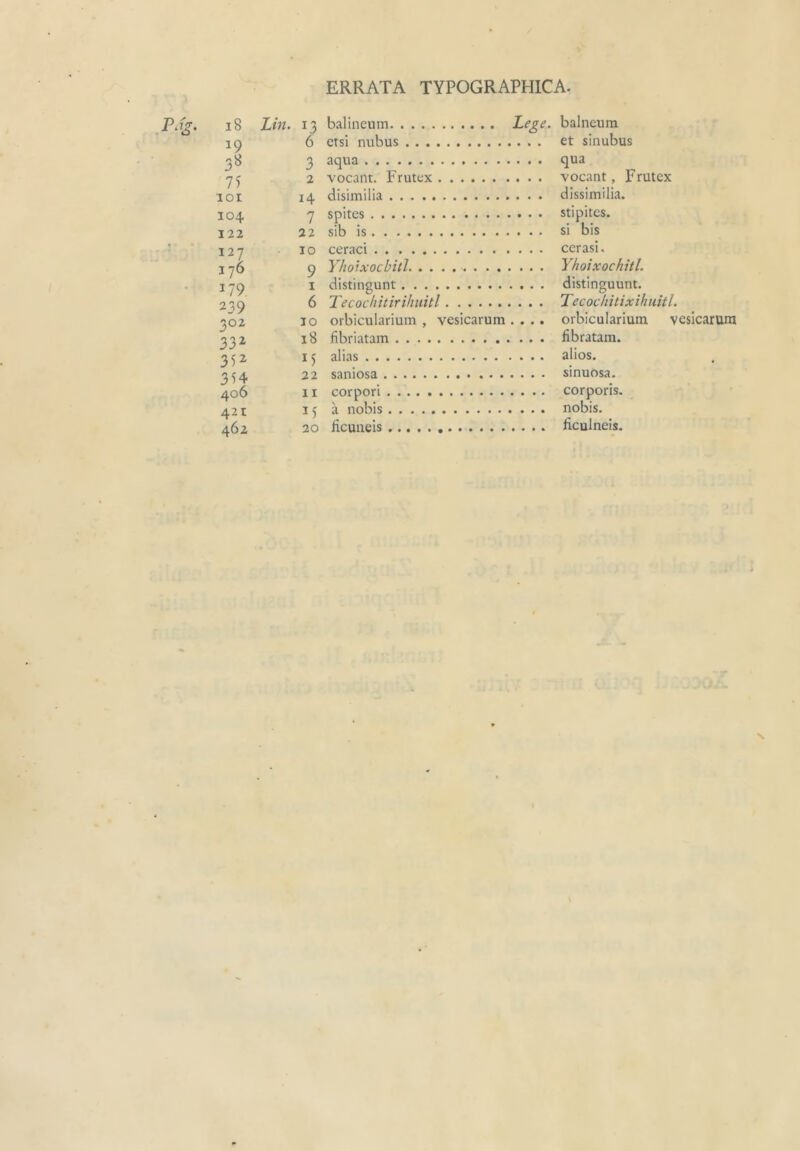 ERRATA TYPOGRAPHICA.
Pag. 18 Lin. 13 balineum........... Lege. balneum
19 6 etsi nubus .............. et sinubus
38 3 aqua ................. qua
75 2 vocant. Frutex .......... vocant, Frutex
101 14 disimilia ............... dissimilia.
104 7 spites ................. stipites.
122 22 sib is ................. si bis
127 10 ceraci ................. cerasi.
176 9 Yhoixocbitl............. Yhoixochitl.
179 1 distingunt .............. distinguunt.
239 6 Tecochitirihuitl .......... Tecochitixihuitl.
302 10 orbicularium , vesicarum .... orbicularium vesicarum
332 18 fibriatam .............. fibratam.
352 15 alias ................. alios.
354 22 saniosa ............... sinuosa.
406 11 corpori ............... corporis.
421 15 à nobis ............... nobis.
462 20 ficuneis ............... ficulneis.